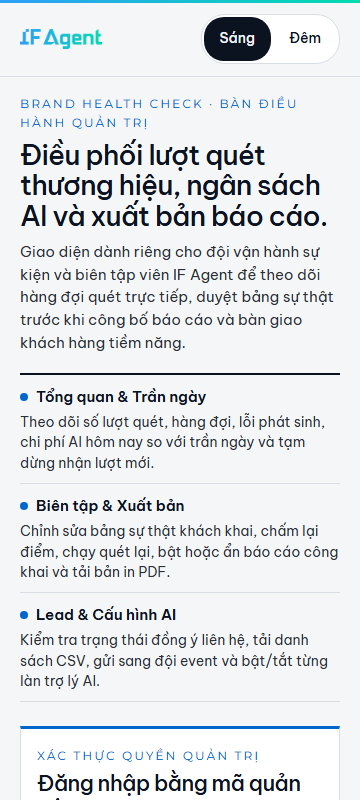 IF Agent
Sáng
Đêm
BRAND HEALTH CHECK · BÀN ĐIỀU
HÀNH QUẢN TRỊ
Điều phối lượt quét
thương hiệu, ngân sách
AI và xuất bản báo cáo.
Giao diện dành riêng cho đội vận hành sự
kiện và biên tập viên IF Agent để theo dõi
hàng đợi quét trực tiếp, duyệt bảng sự thật
trước khi công bố báo cáo và bàn giao
khách hàng tiềm năng.
Tổng quan & Trần ngày
Theo dõi số lượt quét, hàng đợi, lỗi phát sinh,
chi phí AI hôm nay so với trần ngày và tạm
dừng nhận lượt mới.
Biên tập & Xuất bản
Chỉnh sửa bảng sự thật khách khai, chấm lại
điểm, chạy quét lại, bật hoặc ẩn báo cáo công
khai và tải bản in PDF.
Lead & Cấu hình AI
Kiểm tra trạng thái đồng ý liên hệ, tải danh
sách CSV, gửi sang đội event và bật/tắt từng
làn trợ lý AI.
XÁC THỰC QUYỀN QUẢN TRỊ
Đăng nhập bằng mã quản